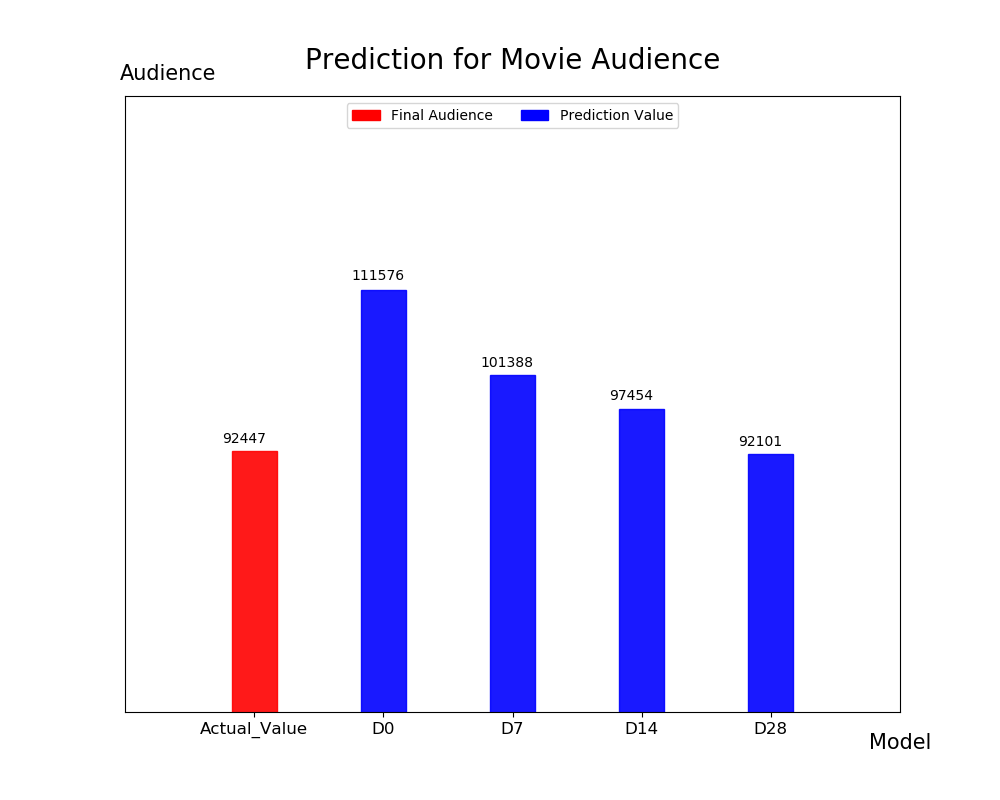 Prediction for Movie Audience
Audience
Final Audience
Prediction Value
111576
101388
97454
92447
92101
Actual_Value
D0
D7
D14
D28
Model